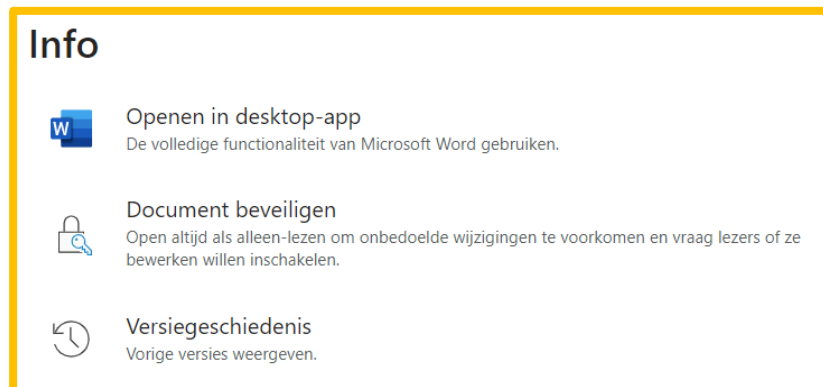 Info
W
Openen in desktop-app
De volledige functionaliteit van Microsoft Word gebruiken.
Document beveiligen
Open altijd als alleen-lezen om onbedoelde wijzigingen te voorkomen en vraag lezers of ze
bewerken willen inschakelen.
Versiegeschiedenis
Vorige versies weergeven.